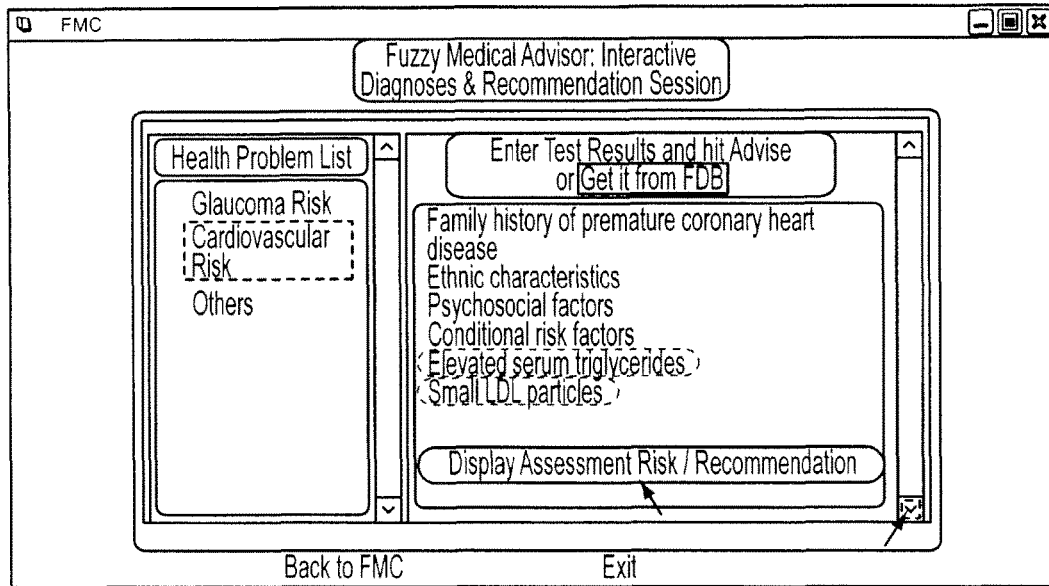 FMC
Fuzzy Medical Advisor: Interactive
Diagnoses & Recommendation Session
Health Problem List
Glaucoma Risk
Cardiovascular
Risk
Others
Enter Test Results and hit Advise
or Get it from FDB
Family history of premature coronary heart
disease
Ethnic characteristics
Psychosocial factors
Conditional risk factors
Elevated serum triglycerides
Small LDL particles
Display Assessment Risk / Recommendation
Back to FMC
Exit